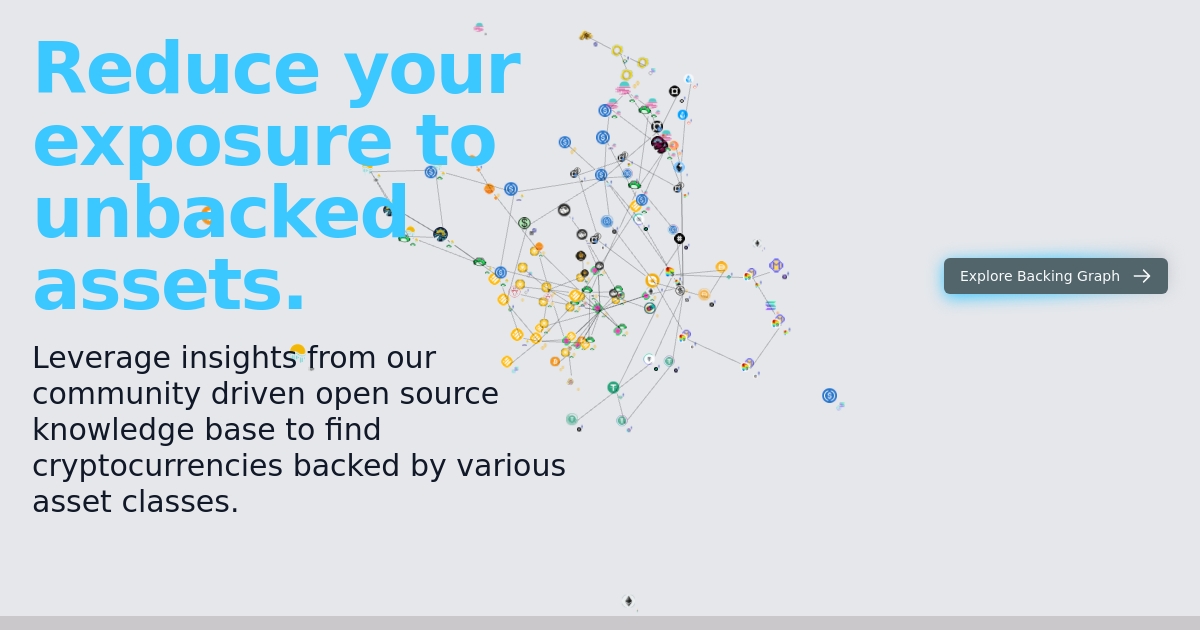 Reduce your
exposure to
unbacked
assets.
Leverage insights from our
community driven open source
knowledge base to find
cryptocurrencies backed by various
asset classes.
Explore Backing Graph